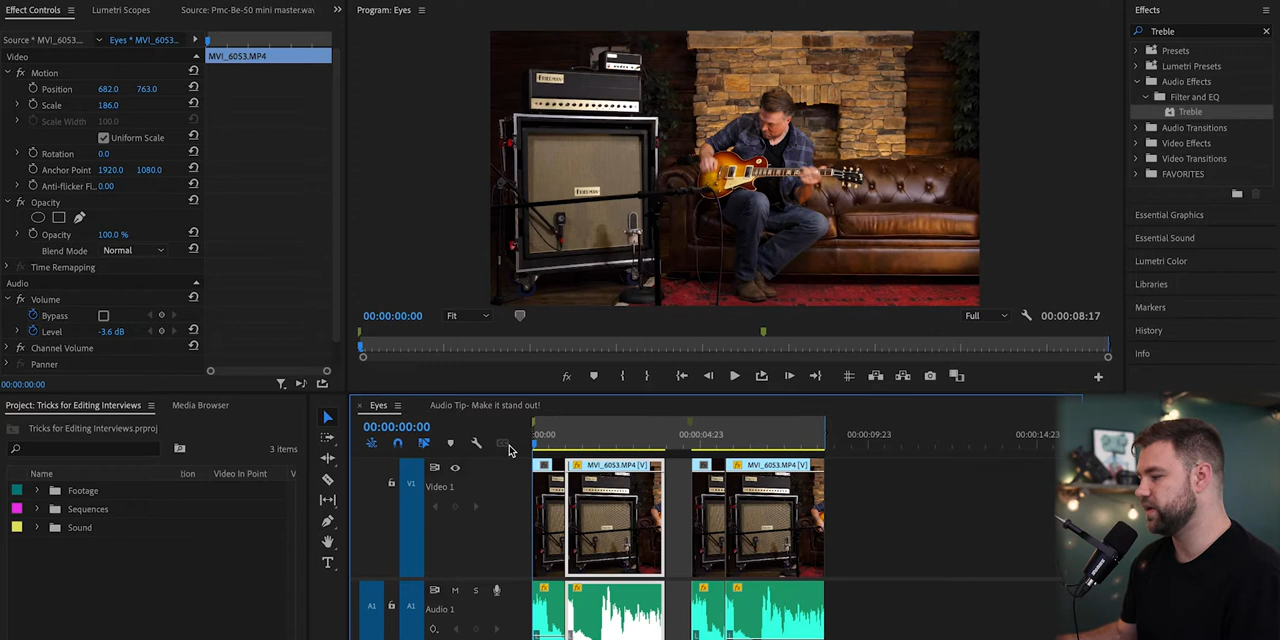 Effect Controls
Lumetri Scopes
Source: Pmc-Be-50 mini master.wav
Program: Eyes
Effects
Source * MVI_6053....
Eyes * MVI_6053....
MVI_6053.MP4
Treble
Video
Motion
Position 682.0 763.0
Scale 186.0
Scale Width 100.0
Uniform Scale
Rotation 0.0
Anchor Point 1920.0 1080.0
Anti-flicker Fi... 0.00
Opacity
Opacity 100.0 %
Blend Mode Normal
Time Remapping
Audio
Volume
Bypass
Level -3.6 dB
Channel Volume
Panner
00:00:00:00
FRIEDMAN
FRIEDMAN
00:00:00:00
Fit
Full
00:00:08:17
Presets
Lumetri Presets
Audio Effects
Filter and EQ
Treble
Audio Transitions
Video Effects
Video Transitions
FAVORITES
Essential Graphics
Essential Sound
Lumetri Color
Libraries
Markers
History
Info
Project: Tricks for Editing Interviews
Media Browser
Tricks for Editing Interviews.prproj
3 items
Name
Video In Point
V
Footage
Sequences
Sound
Eyes
Audio Tip- Make it stand out!
00:00:00:00
:00:00
00:00:04:23
00:00:09:23
00:00:14:23
V1
Video 1
MVI_6053.MP4 [V]
MVI_6053.MP4 [V]
A1
A1
M
S
Audio 1